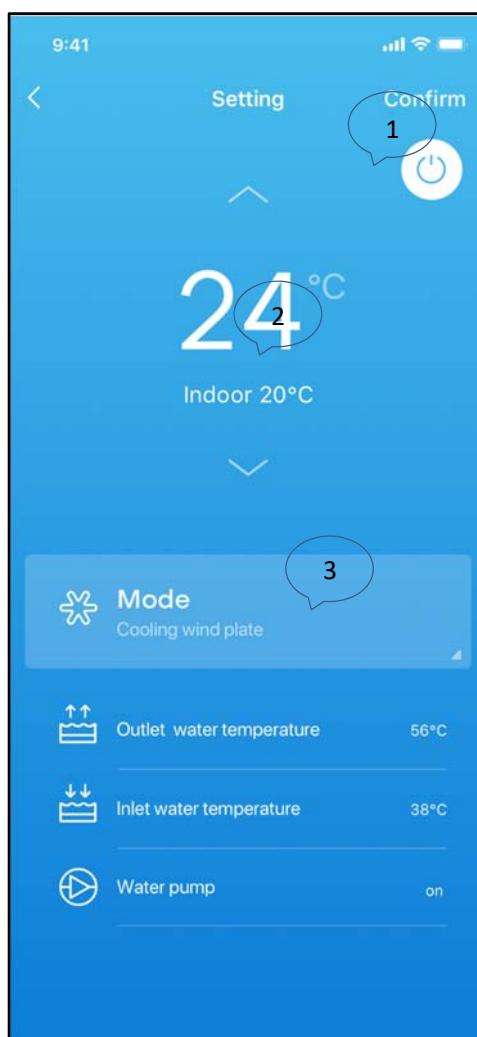 9:41
Setting
Confirm
1
24 °C
2
Indoor 20°C
3
Mode
Cooling wind plate
Outlet water temperature 56°C
Inlet water temperature 38°C
Water pump on